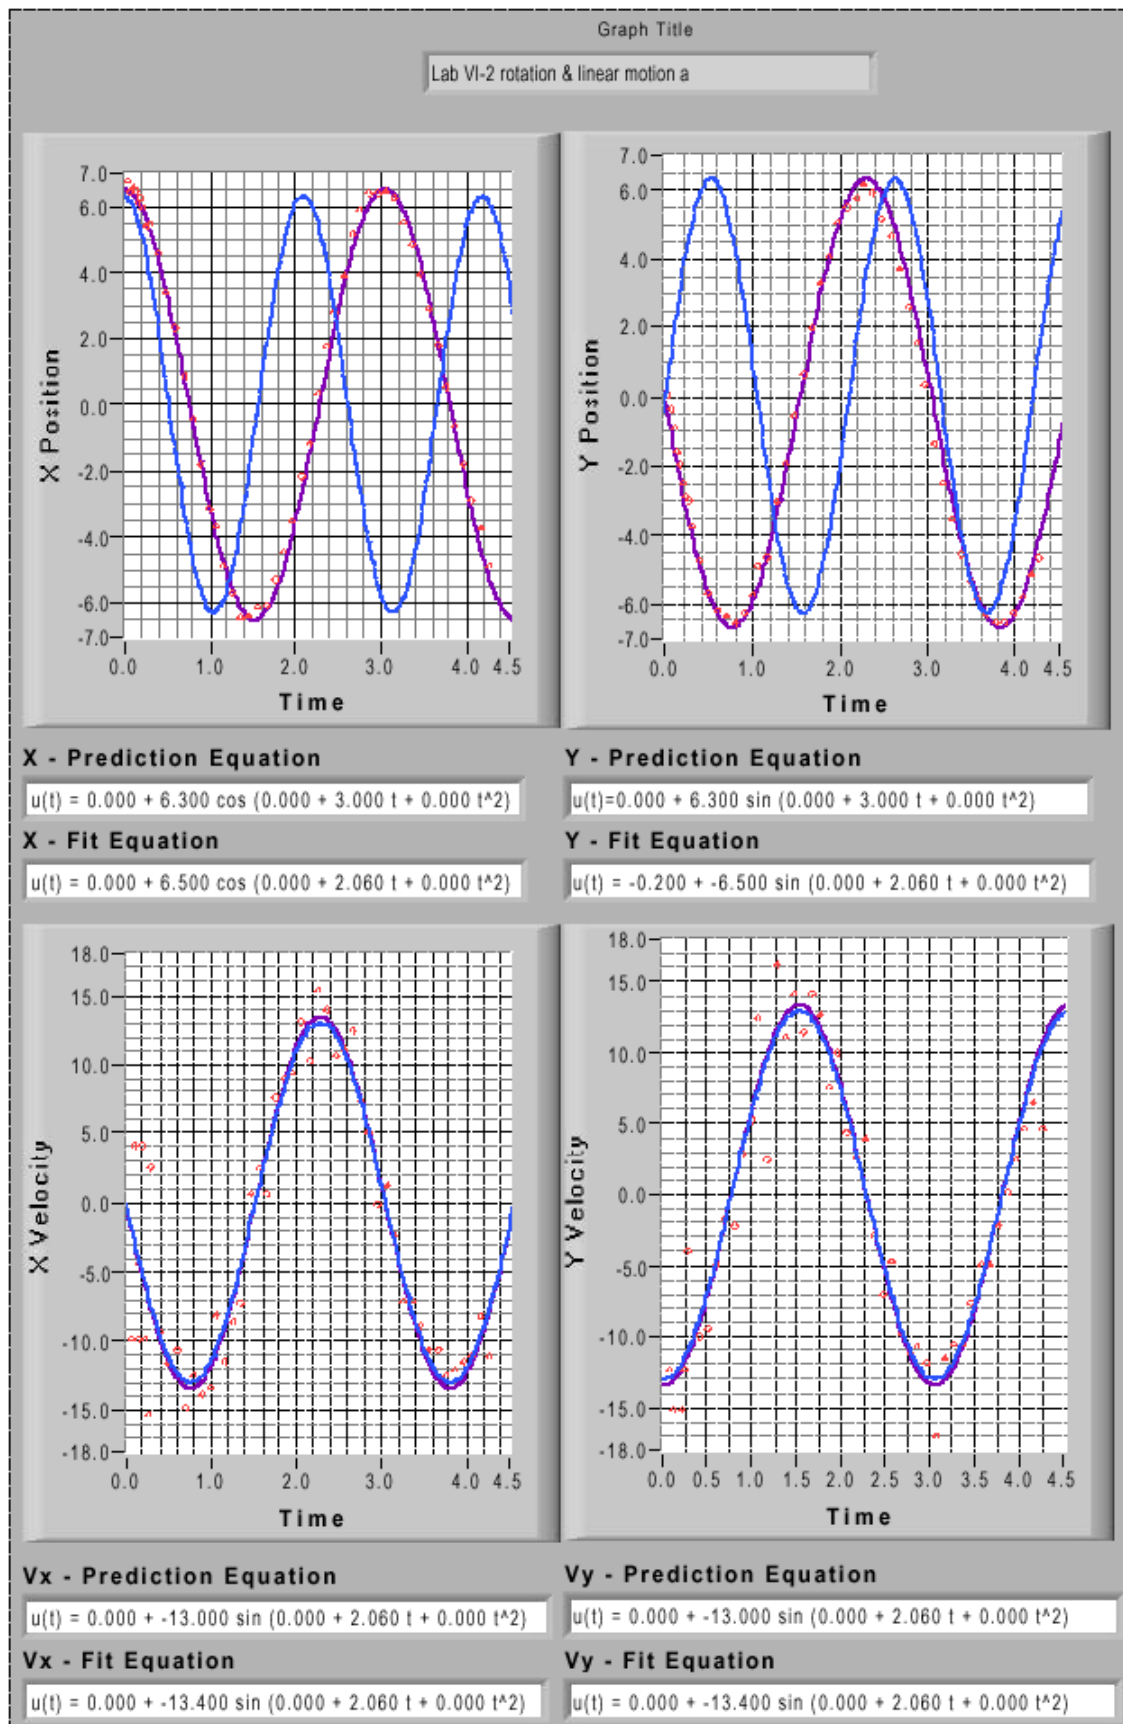 Graph Title
Lab VI-2 rotation & linear motion a
7.0
6.0
4.0
2.0
0.0
-2.0
-4.0
-6.0
-7.0
X Position
0.0 1.0 2.0 3.0 4.0 4.5
Time
7.0
6.0
4.0
2.0
0.0
-2.0
-4.0
-6.0
-7.0
Y Position
0.0 1.0 2.0 3.0 4.0 4.5
Time
X - Prediction Equation
u(t) = 0.000 + 6.300 cos (0.000 + 3.000 t + 0.000 t^2)
Y - Prediction Equation
u(t)=0.000 + 6.300 sin (0.000 + 3.000 t + 0.000 t^2)
X - Fit Equation
u(t) = 0.000 + 6.500 cos (0.000 + 2.060 t + 0.000 t^2)
Y - Fit Equation
u(t) = -0.200 + -6.500 sin (0.000 + 2.060 t + 0.000 t^2)
18.0
15.0
10.0
5.0
0.0
-5.0
-10.0
-15.0
-18.0
X Velocity
0.0 1.0 2.0 3.0 4.0 4.5
Time
18.0
15.0
10.0
5.0
0.0
-5.0
-10.0
-15.0
-18.0
Y Velocity
0.0 0.5 1.0 1.5 2.0 2.5 3.0 3.5 4.0 4.5
Time
Vx - Prediction Equation
u(t) = 0.000 + -13.000 sin (0.000 + 2.060 t + 0.000 t^2)
Vy - Prediction Equation
u(t) = 0.000 + -13.000 sin (0.000 + 2.060 t + 0.000 t^2)
Vx - Fit Equation
u(t) = 0.000 + -13.400 sin (0.000 + 2.060 t + 0.000 t^2)
Vy - Fit Equation
u(t) = 0.000 + -13.400 sin (0.000 + 2.060 t + 0.000 t^2)